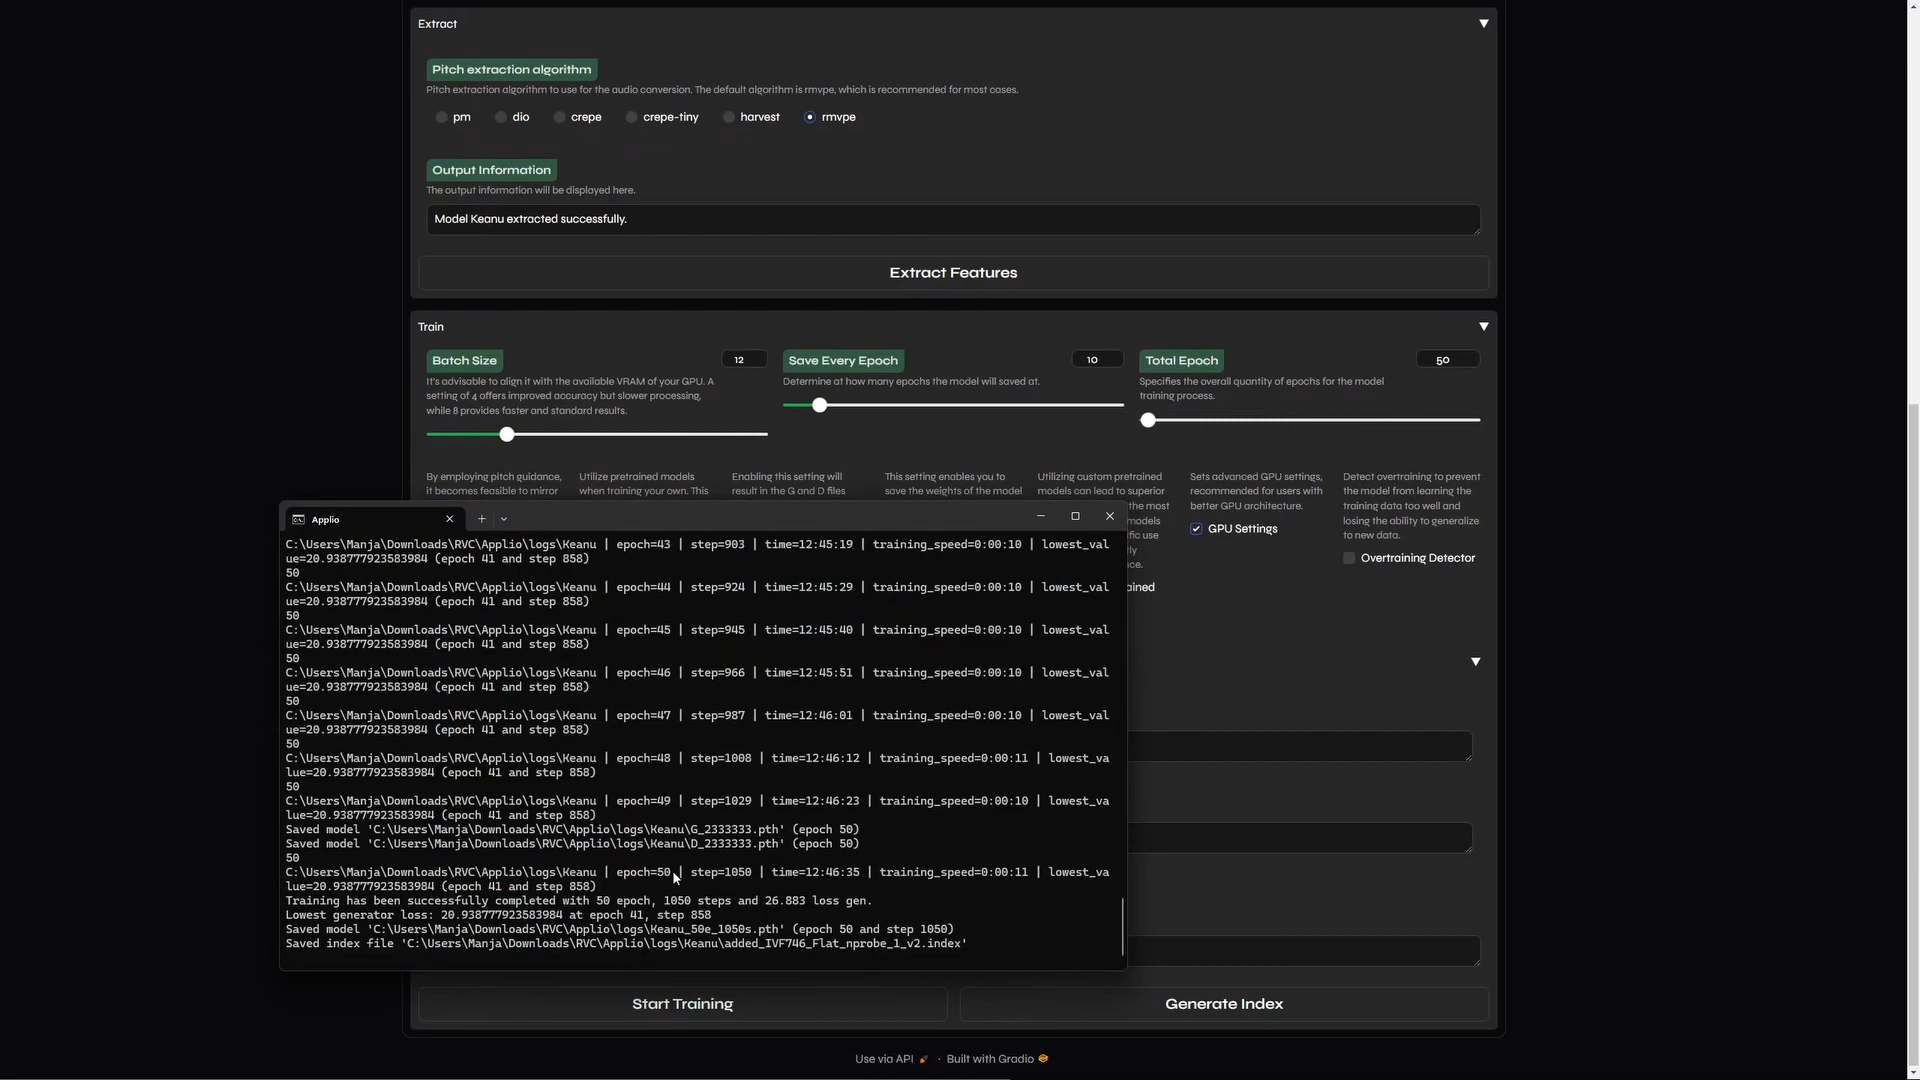 Extract
Pitch extraction algorithm
Pitch extraction algorithm to use for the audio conversion. The default algorithm is rmvpe, which is recommended for most cases.
pm dio crepe crepe-tiny harvest rmvpe
Output Information
The output information will be displayed here.
Model Keanu extracted successfully.
Extract Features
Train
Batch Size 12
It's advisable to align it with the available VRAM of your GPU. A
setting of 4 offers improved accuracy but slower processing,
while 8 provides faster and standard results.
Save Every Epoch 10
Determine at how many epochs the model will saved at.
Total Epoch 50
Specifies the overall quantity of epochs for the model
training process.
By employing pitch guidance,
it becomes feasible to mirror
Utilize pretrained models
when training your own. This
Enabling this setting will
result in the G and D files
This setting enables you to
save the weights of the model
Utilizing custom pretrained
models can lead to superior
the most
models
fic use
tly
nce.
ained
Sets advanced GPU settings,
recommended for users with
better GPU architecture.
GPU Settings
Detect overtraining to prevent
the model from learning the
training data too well and
losing the ability to generalize
to new data.
Overtraining Detector
Applio
C:\Users\Manja\Downloads\RVC\Applio\logs\Keanu | epoch=43 | step=903 | time=12:45:19 | training_speed=0:00:10 | lowest_val
ue=20.938777923583984 (epoch 41 and step 858)
50
C:\Users\Manja\Downloads\RVC\Applio\logs\Keanu | epoch=44 | step=924 | time=12:45:29 | training_speed=0:00:10 | lowest_val
ue=20.938777923583984 (epoch 41 and step 858)
50
C:\Users\Manja\Downloads\RVC\Applio\logs\Keanu | epoch=45 | step=945 | time=12:45:40 | training_speed=0:00:10 | lowest_val
ue=20.938777923583984 (epoch 41 and step 858)
50
C:\Users\Manja\Downloads\RVC\Applio\logs\Keanu | epoch=46 | step=966 | time=12:45:51 | training_speed=0:00:10 | lowest_val
ue=20.938777923583984 (epoch 41 and step 858)
50
C:\Users\Manja\Downloads\RVC\Applio\logs\Keanu | epoch=47 | step=987 | time=12:46:01 | training_speed=0:00:10 | lowest_val
ue=20.938777923583984 (epoch 41 and step 858)
50
C:\Users\Manja\Downloads\RVC\Applio\logs\Keanu | epoch=48 | step=1008 | time=12:46:12 | training_speed=0:00:11 | lowest_va
lue=20.938777923583984 (epoch 41 and step 858)
50
C:\Users\Manja\Downloads\RVC\Applio\logs\Keanu | epoch=49 | step=1029 | time=12:46:23 | training_speed=0:00:10 | lowest_va
lue=20.938777923583984 (epoch 41 and step 858)
Saved model 'C:\Users\Manja\Downloads\RVC\Applio\logs\Keanu\G_2333333.pth' (epoch 50)
Saved model 'C:\Users\Manja\Downloads\RVC\Applio\logs\Keanu\D_2333333.pth' (epoch 50)
50
C:\Users\Manja\Downloads\RVC\Applio\logs\Keanu | epoch=50 | step=1050 | time=12:46:35 | training_speed=0:00:11 | lowest_va
lue=20.938777923583984 (epoch 41 and step 858)
Training has been successfully completed with 50 epoch, 1050 steps and 26.883 loss gen.
Lowest generator loss: 20.938777923583984 at epoch 41, step 858
Saved model 'C:\Users\Manja\Downloads\RVC\Applio\logs\Keanu_50e_1050s.pth' (epoch 50 and step 1050)
Saved index file 'C:\Users\Manja\Downloads\RVC\Applio\logs\Keanu\added_IVF746_Flat_nprobe_1_v2.index'
Start Training
Generate Index
Use via API · Built with Gradio